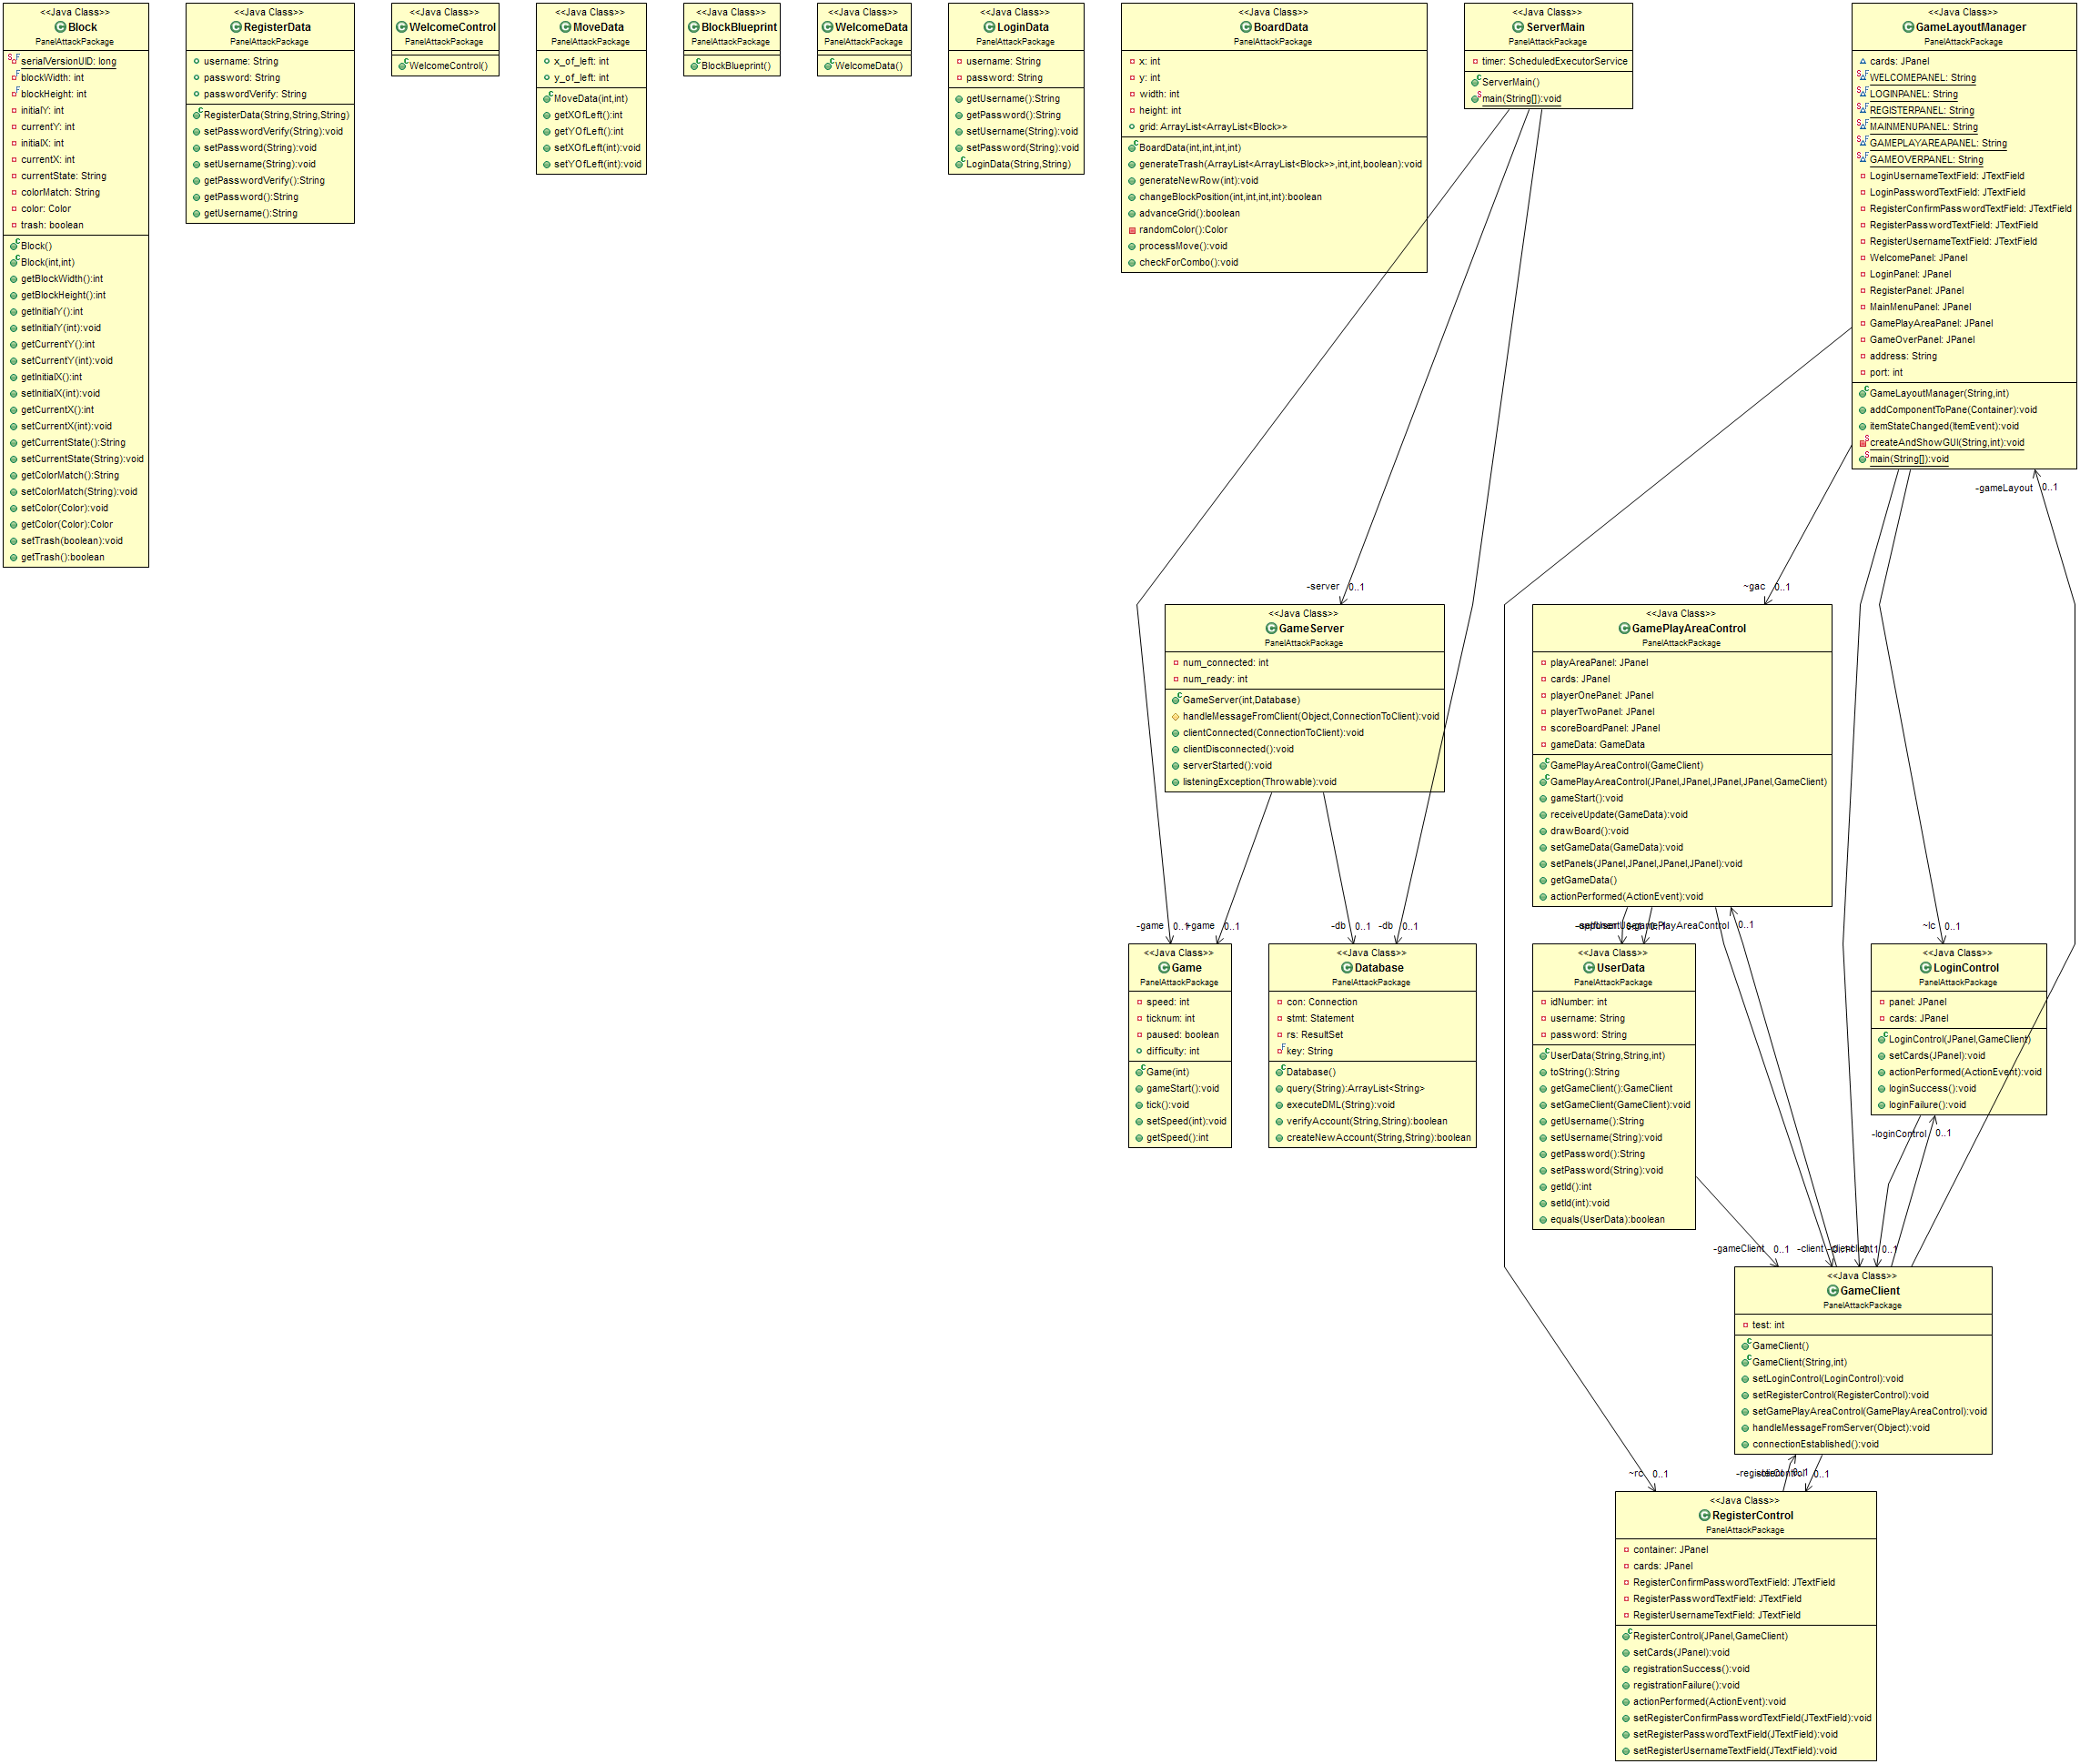 <<Java Class>>
Block
PanelAttackPackage
serialVersionUID: long
blockWidth: int
blockHeight: int
initialY: int
currentY: int
initialX: int
currentX: int
currentState: String
colorMatch: String
color: Color
trash: boolean
Block()
Block(int,int)
getBlockWidth():int
getBlockHeight():int
getInitialY():int
setInitialY(int):void
getCurrentY():int
setCurrentY(int):void
getInitialX():int
setInitialX(int):void
getCurrentX():int
setCurrentX(int):void
getCurrentState():String
setCurrentState(String):void
getColorMatch():String
setColorMatch(String):void
setColor(Color):void
getColor(Color):Color
setTrash(boolean):void
getTrash():boolean
<<Java Class>>
RegisterData
PanelAttackPackage
username: String
password: String
passwordVerify: String
RegisterData(String,String,String)
setPasswordVerify(String):void
setPassword(String):void
setUsername(String):void
getPasswordVerify():String
getPassword():String
getUsername():String
<<Java Class>>
WelcomeControl
PanelAttackPackage
WelcomeControl()
<<Java Class>>
MoveData
PanelAttackPackage
x_of_left: int
y_of_left: int
MoveData(int,int)
getXOfLeft():int
getYOfLeft():int
setXOfLeft(int):void
setYOfLeft(int):void
<<Java Class>>
BlockBlueprint
PanelAttackPackage
BlockBlueprint()
<<Java Class>>
WelcomeData
PanelAttackPackage
WelcomeData()
<<Java Class>>
LoginData
PanelAttackPackage
username: String
password: String
getUsername():String
getPassword():String
setUsername(String):void
setPassword(String):void
LoginData(String,String)
<<Java Class>>
BoardData
PanelAttackPackage
x: int
y: int
width: int
height: int
grid: ArrayList<ArrayList<Block>>
BoardData(int,int,int,int)
generateTrash(ArrayList<ArrayList<Block>>,int,int,boolean):void
generateNewRow(int):void
changeBlockPosition(int,int,int,int):boolean
advanceGrid():boolean
randomColor():Color
processMove():void
checkForCombo():void
<<Java Class>>
ServerMain
PanelAttackPackage
timer: ScheduledExecutorService
ServerMain()
main(String[]):void
<<Java Class>>
GameLayoutManager
PanelAttackPackage
cards: JPanel
WELCOMEPANEL: String
LOGINPANEL: String
REGISTERPANEL: String
MAINMENUPANEL: String
GAMEPLAYAREAPANEL: String
GAMEOVERPANEL: String
LoginUsernameTextField: JTextField
LoginPasswordTextField: JTextField
RegisterConfirmPasswordTextField: JTextField
RegisterPasswordTextField: JTextField
RegisterUsernameTextField: JTextField
WelcomePanel: JPanel
LoginPanel: JPanel
RegisterPanel: JPanel
MainMenuPanel: JPanel
GamePlayAreaPanel: JPanel
GameOverPanel: JPanel
address: String
port: int
GameLayoutManager(String,int)
addComponentToPane(Container):void
itemStateChanged(ItemEvent):void
createAndShowGUI(String,int):void
main(String[]):void
-gameLayout 0..1
-server 0..1
~gac 0..1
<<Java Class>>
GameServer
PanelAttackPackage
num_connected: int
num_ready: int
GameServer(int,Database)
handleMessageFromClient(Object,ConnectionToClient):void
clientConnected(ConnectionToClient):void
clientDisconnected():void
serverStarted():void
listeningException(Throwable):void
<<Java Class>>
GamePlayAreaControl
PanelAttackPackage
playAreaPanel: JPanel
cards: JPanel
playerOnePanel: JPanel
playerTwoPanel: JPanel
scoreBoardPanel: JPanel
gameData: GameData
GamePlayAreaControl(GameClient)
GamePlayAreaControl(JPanel,JPanel,JPanel,JPanel,GameClient)
gameStart():void
receiveUpdate(GameData):void
drawBoard():void
setGameData(GameData):void
setPanels(JPanel,JPanel,JPanel,JPanel):void
getGameData()
actionPerformed(ActionEvent):void
-game 0..1
game 0..1
-db 0..1
-db 0..1
gamePlayAreaControl 0..1
~lc 0..1
<<Java Class>>
Game
PanelAttackPackage
speed: int
ticknum: int
paused: boolean
difficulty: int
Game(int)
gameStart():void
tick():void
setSpeed(int):void
getSpeed():int
<<Java Class>>
Database
PanelAttackPackage
con: Connection
stmt: Statement
rs: ResultSet
key: String
Database()
query(String):ArrayList<String>
executeDML(String):void
verifyAccount(String,String):boolean
createNewAccount(String,String):boolean
<<Java Class>>
UserData
PanelAttackPackage
idNumber: int
username: String
password: String
UserData(String,String,int)
toString():String
getGameClient():GameClient
setGameClient(GameClient):void
getUsername():String
setUsername(String):void
getPassword():String
setPassword(String):void
getId():int
setId(int):void
equals(UserData):boolean
<<Java Class>>
LoginControl
PanelAttackPackage
panel: JPanel
cards: JPanel
LoginControl(JPanel,GameClient)
setCards(JPanel):void
actionPerformed(ActionEvent):void
loginSuccess():void
loginFailure():void
-loginControl 0..1
-gameClient 0..1
-client
0..1
<<Java Class>>
GameClient
PanelAttackPackage
test: int
GameClient()
GameClient(String,int)
setLoginControl(LoginControl):void
setRegisterControl(RegisterControl):void
setGamePlayAreaControl(GamePlayAreaControl):void
handleMessageFromServer(Object):void
connectionEstablished():void
~rc 0..1
0..1
<<Java Class>>
RegisterControl
PanelAttackPackage
container: JPanel
cards: JPanel
RegisterConfirmPasswordTextField: JTextField
RegisterPasswordTextField: JTextField
RegisterUsernameTextField: JTextField
RegisterControl(JPanel,GameClient)
setCards(JPanel):void
registrationSuccess():void
registrationFailure():void
actionPerformed(ActionEvent):void
setRegisterConfirmPasswordTextField(JTextField):void
setRegisterPasswordTextField(JTextField):void
setRegisterUsernameTextField(JTextField):void